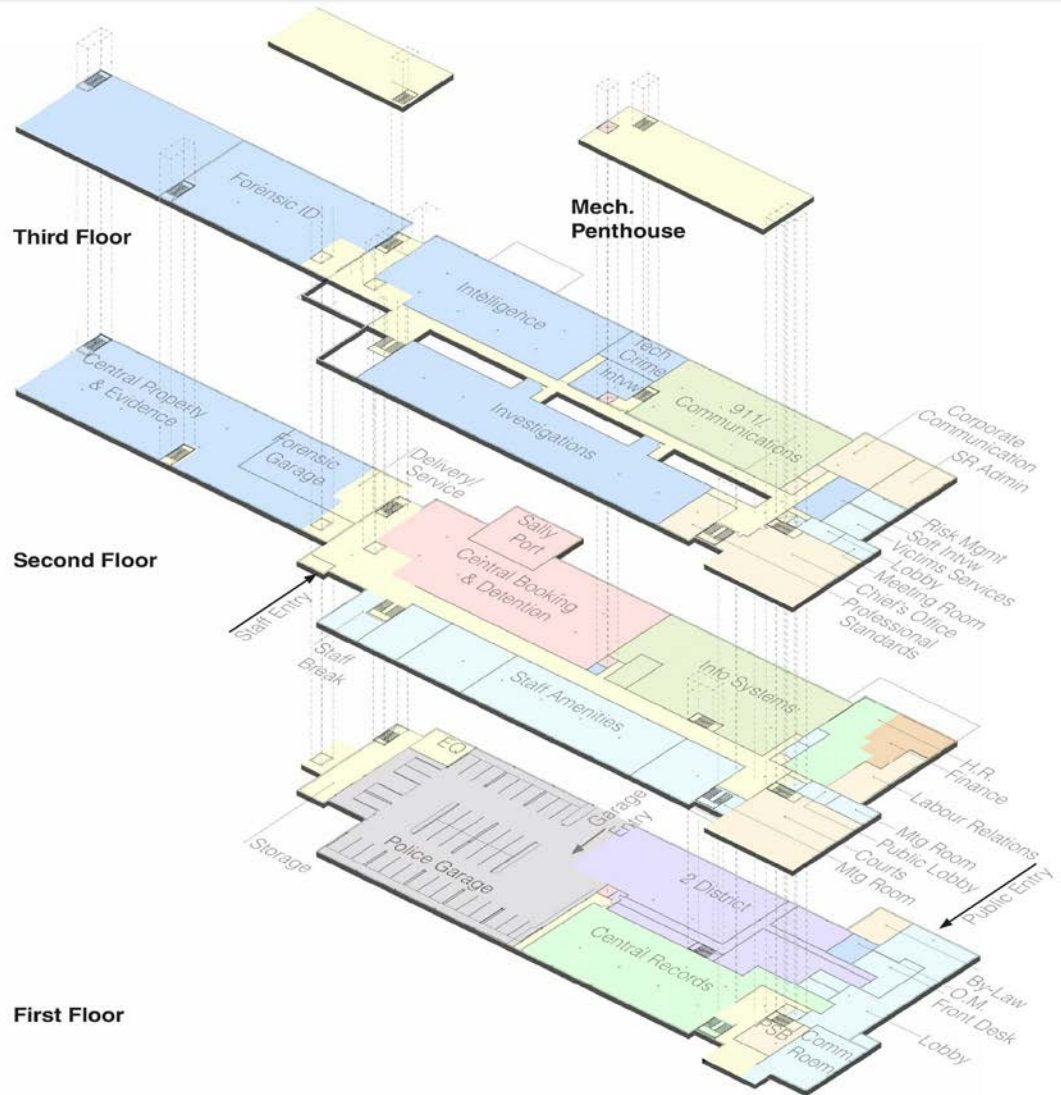 Mech.
Penthouse
Forensic ID
Third Floor
Intelligence
Tech
Crime
Intvw
911/
Communications
Investigations
Corporate
Communication
SR Admin
Risk Mgmt
Soft Intvw
Victims Services
Lobby
Meeting Room
Chief's Office
Professional
Standards
Central Property
& Evidence
Forensic
Garage
Delivery/
Service
Second Floor
Sally
Port
Central Booking
& Detention
Staff Entry
Staff
Break
Staff Amenities
Info Systems
H.R.
Finance
Labour Relations
Mtg Room
Public Lobby
Courts
Mtg Room
EQ
Storage
Police Garage
Garage
Entry
2 District
Public Entry
Central Records
First Floor
By-Law
O.M.
Front Desk
Lobby
PSB
Comm.
Room